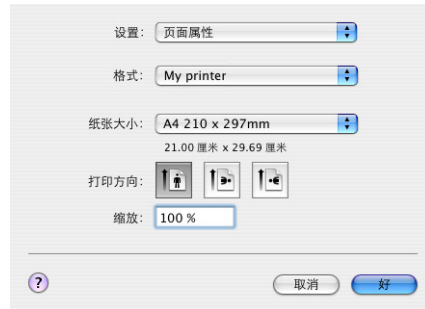 设置： 页面属性
格式： My printer
纸张大小： A4 210 x 297mm
21.00 厘米 x 29.69 厘米
打印方向：
缩放： 100 %
? 取消 好